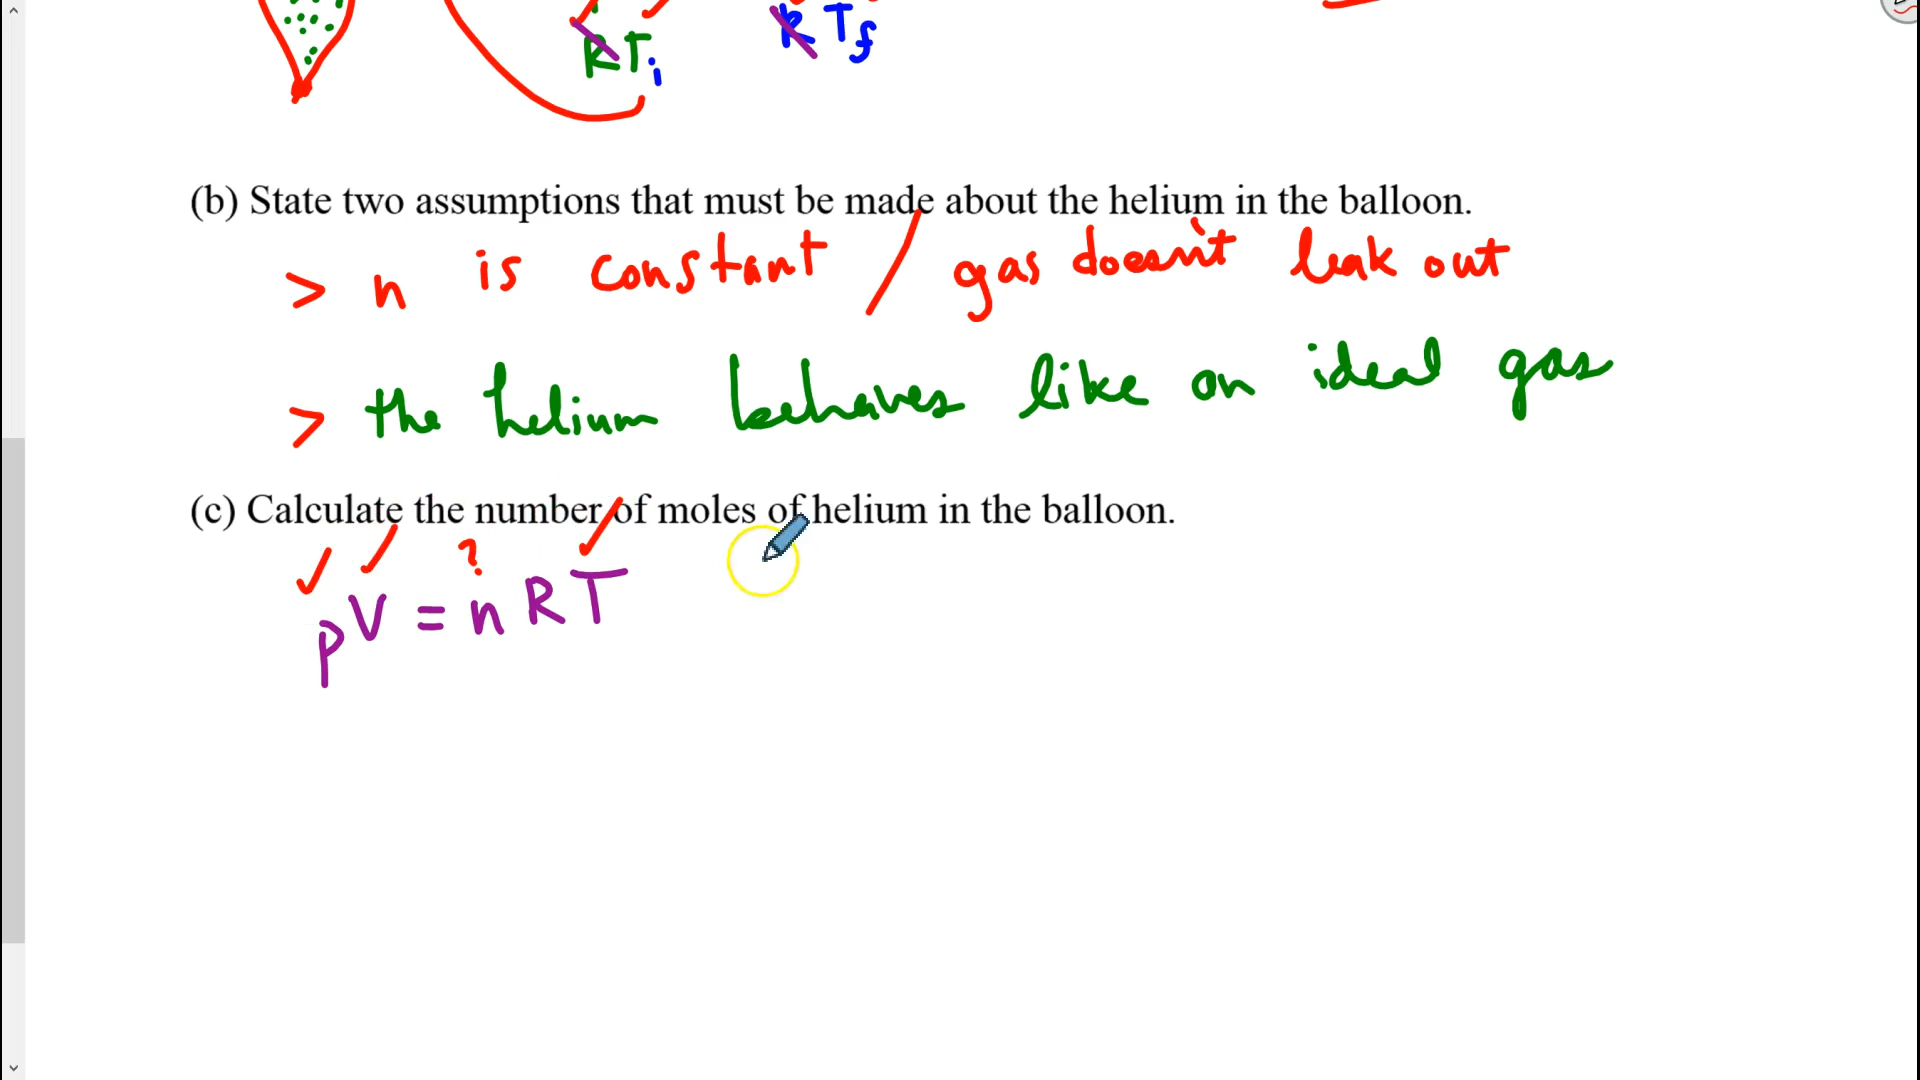 R T i R T f
(b) State two assumptions that must be made about the helium in the balloon.
> n is constant / gas doesn't leak out
> the helium behaves like an ideal gas
(c) Calculate the number of moles of helium in the balloon.
?
pV = nRT